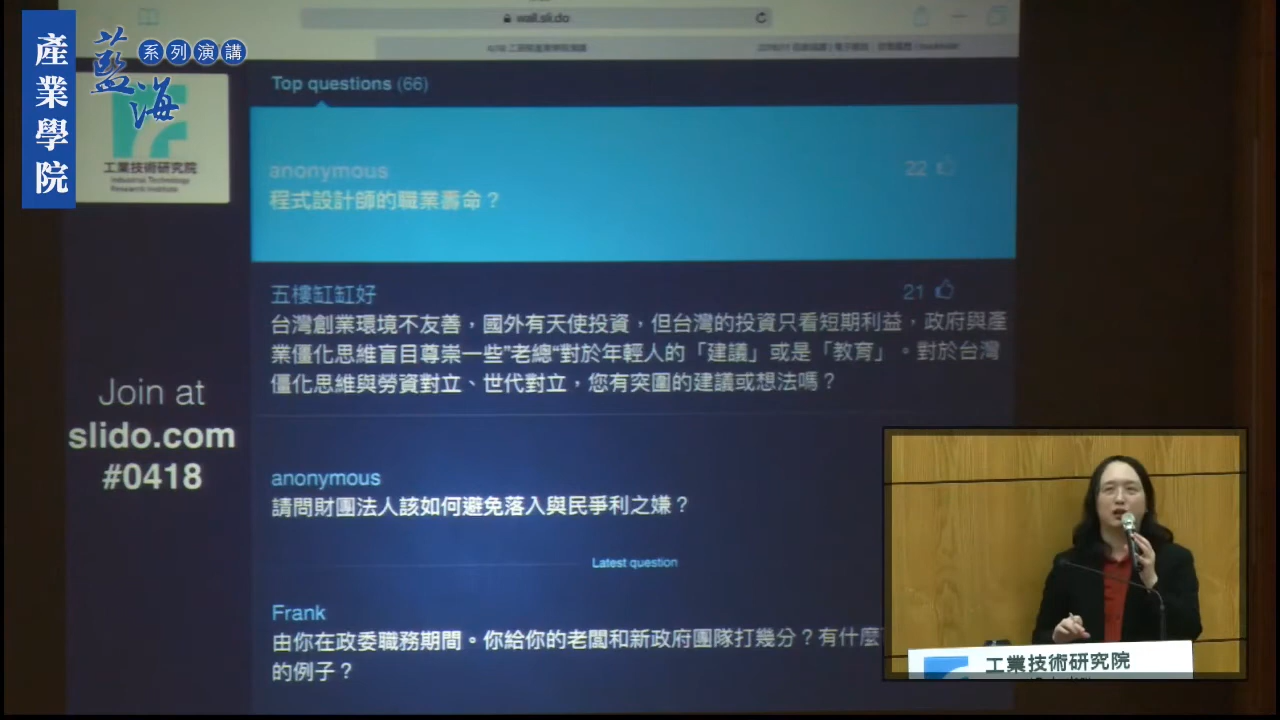 產業學院
藍海
系列演講
wall.sli.do
工業技術研究院
Industrial Technology
Research Institute
Top questions (66)
anonymous
22
程式設計師的職業壽命？
五樓缸缸好
21
台灣創業環境不友善，國外有天使投資，但台灣的投資只看短期利益，政府與產
業僵化思維盲目尊崇一些"老總"對於年輕人的「建議」或是「教育」。對於台灣
僵化思維與勞資對立、世代對立，您有突圍的建議或想法嗎？
Join at
slido.com
#0418
anonymous
請問財團法人該如何避免落入與民爭利之嫌？
Latest question
Frank
由你在政委職務期間。你給你的老闆和新政府團隊打幾分？有什麼
的例子？
工業技術研究院